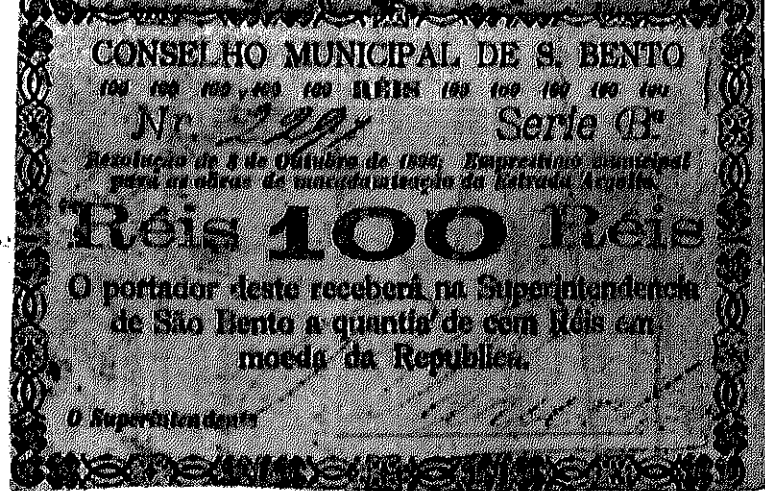 CONSELHO MUNICIPAL DE S. BENTO
100 100 100 100 100 RÉIS 100 100 100 100 100
Nr. Serie B.ª
Resolução de 8 de Outubro de Emprestimo municipal
para as obras de macadamisação da Estrada Argollo.
Réis 100 Réis
O portador deste receberá na Superintendencia
de São Bento a quantia de cem Réis em
moeda da Republica.
O Superintendente